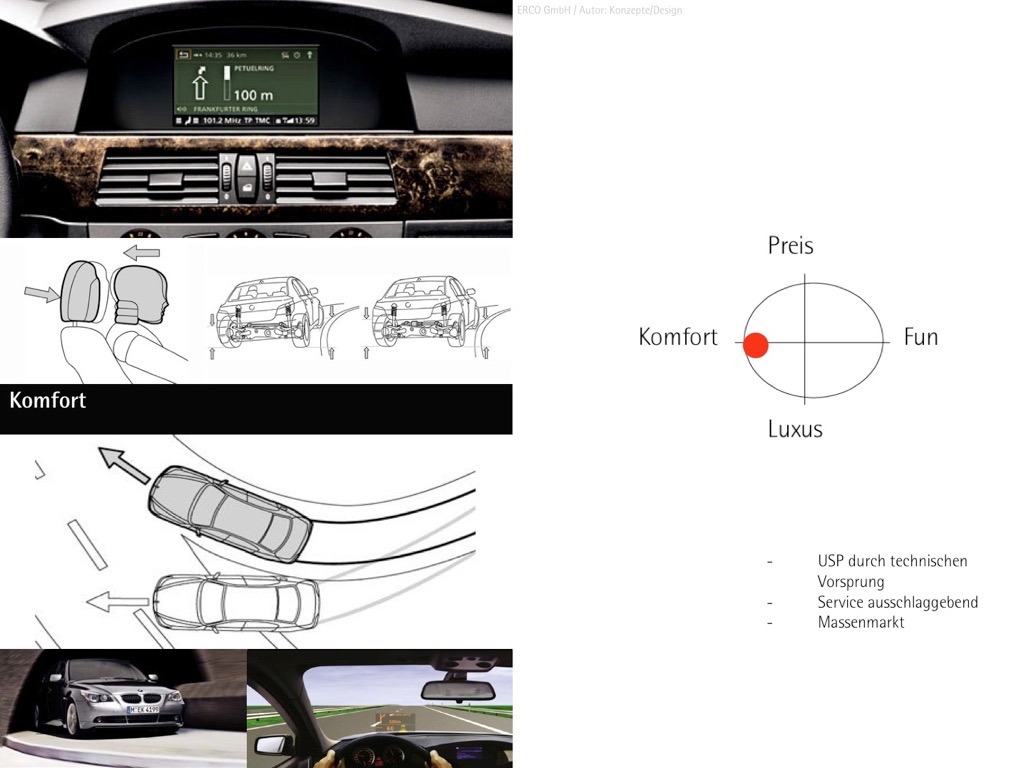 ERCO GmbH / Autor: Konzepte/Design
14:35 36 km
PETUELRING
100 m
FRANKFURTER RING
101.2 MHz TP TMC 13:59
Komfort
M EK 4199
Preis
Komfort
Fun
Luxus
- USP durch technischen
Vorsprung
- Service ausschlaggebend
- Massenmarkt